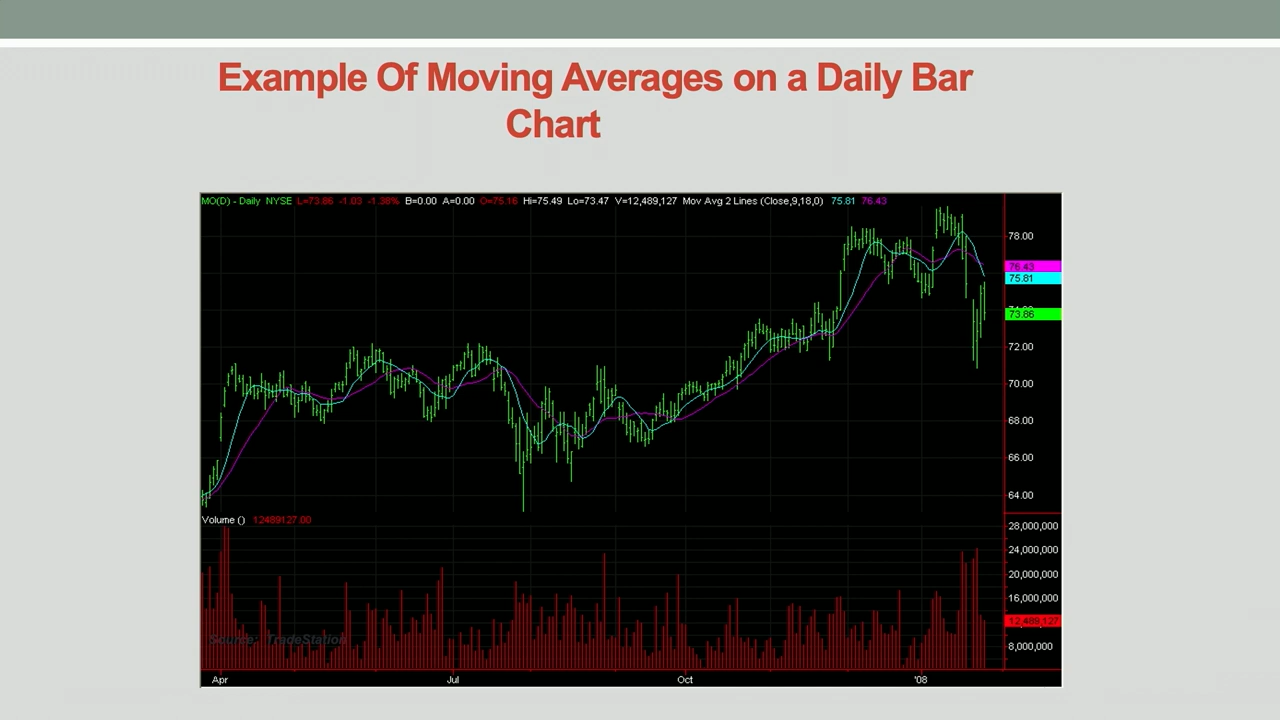 Example Of Moving Averages on a Daily Bar
Chart
MO(D) - Daily NYSE L=73.86 -1.03 -1.38% B=0.00 A=0.00 O=75.16 Hi=75.49 Lo=73.47 V=12,489,127 Mov Avg 2 Lines (Close,9,18,0) 75.81 76.43
78.00
76.43
75.81
74.00
73.86
72.00
70.00
68.00
66.00
64.00
Volume () 12489127.00
28,000,000
24,000,000
20,000,000
16,000,000
12,489,127
8,000,000
Source: TradeStation
Apr Jul Oct '08